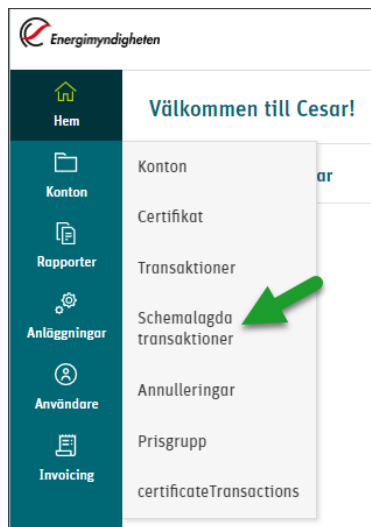 Energimyndigheten
Välkommen till Cesar!
Hem
Konton
Rapporter
Anläggningar
Användare
Invoicing
Konton
ar
Certifikat
Transaktioner
Schemalagda
transaktioner
Annulleringar
Prisgrupp
certificateTransactions